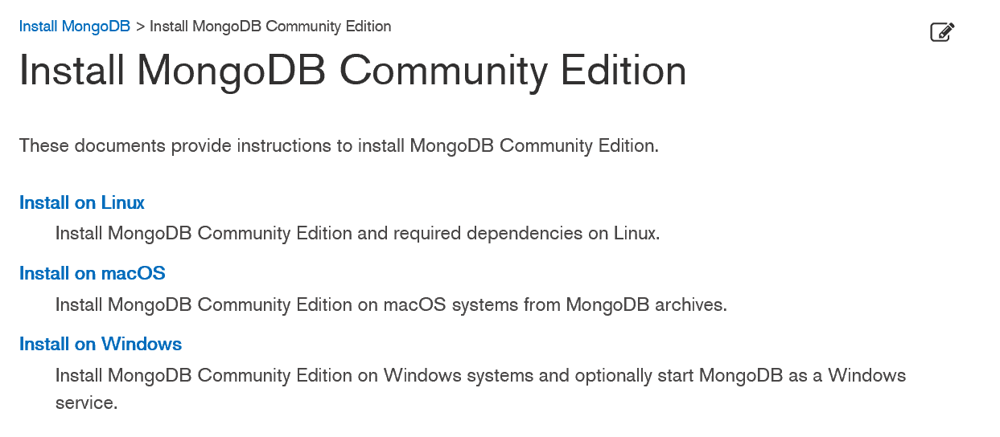 Install MongoDB > Install MongoDB Community Edition
Install MongoDB Community Edition
These documents provide instructions to install MongoDB Community Edition.
Install on Linux
Install MongoDB Community Edition and required dependencies on Linux.
Install on macOS
Install MongoDB Community Edition on macOS systems from MongoDB archives.
Install on Windows
Install MongoDB Community Edition on Windows systems and optionally start MongoDB as a Windows
service.